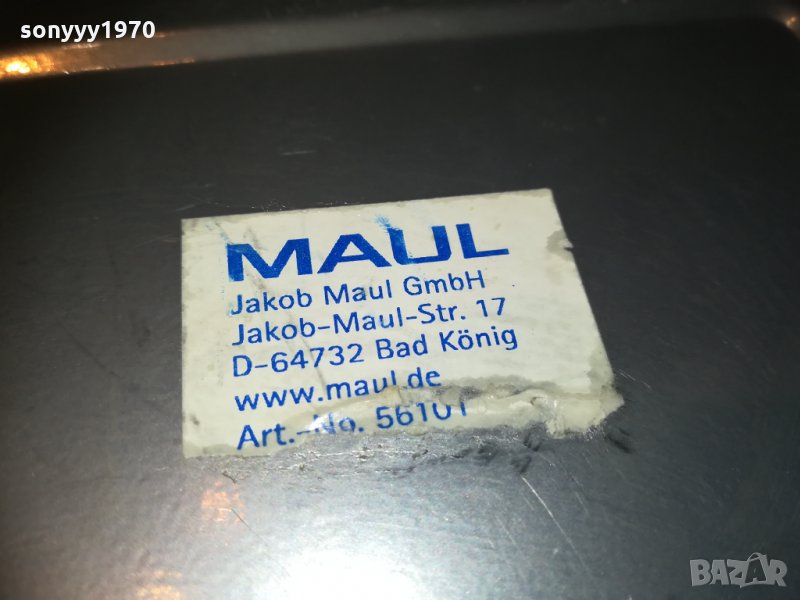 sonyyy1970
MAUL
Jakob Maul GmbH
Jakob-Maul-Str. 17
D-64732 Bad König
www.maul.de
Art.-No. 56101
BAZAR